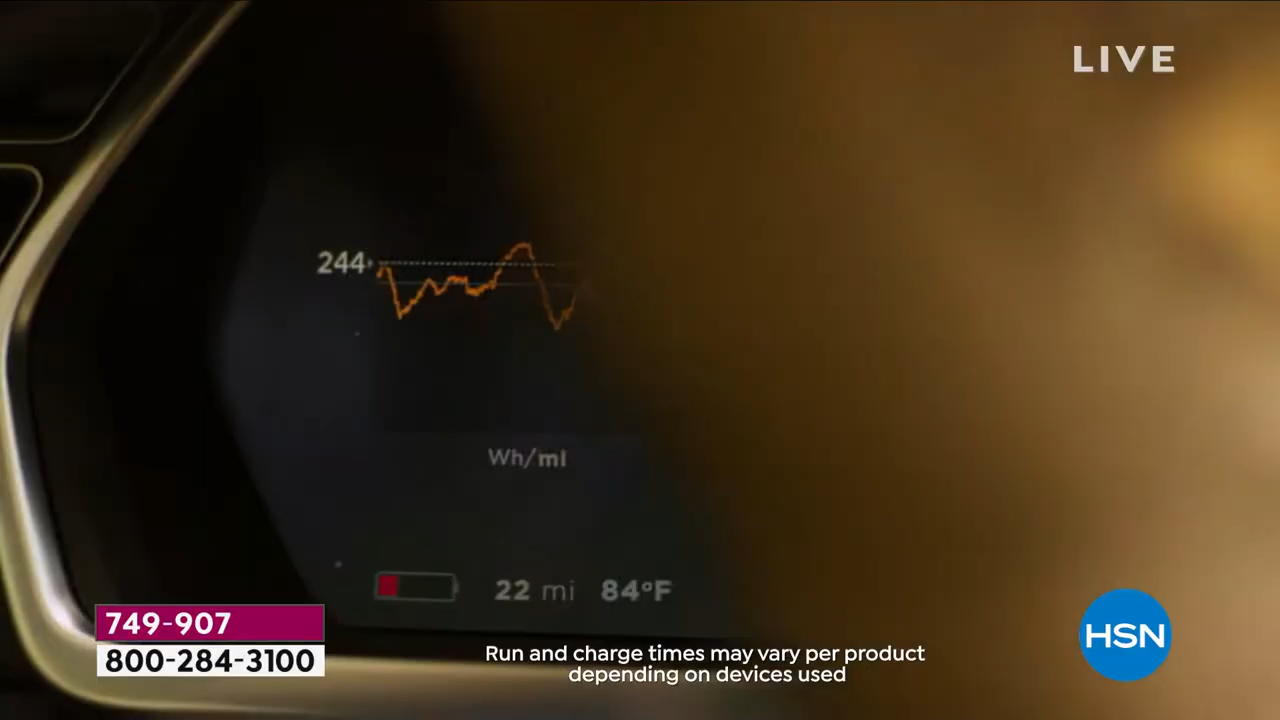 LIVE
244
Wh/mi
22 mi 84°F
749-907
800-284-3100
Run and charge times may vary per product
depending on devices used
HSN